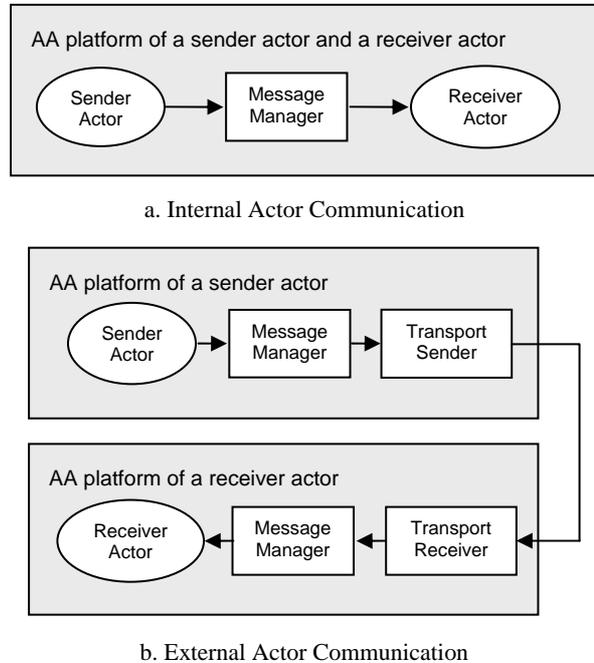 AA platform of a sender actor and a receiver actor
Sender
Actor
Message
Manager
Receiver
Actor
a. Internal Actor Communication
AA platform of a sender actor
Sender
Actor
Message
Manager
Transport
Sender
AA platform of a receiver actor
Receiver
Actor
Message
Manager
Transport
Receiver
b. External Actor Communication